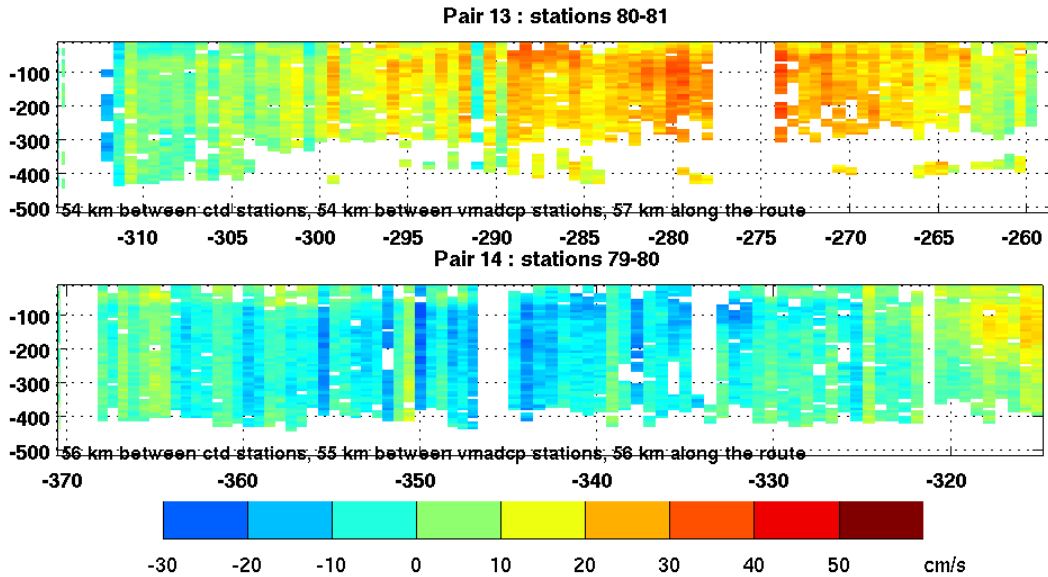 Pair 13 : stations 80-81
-100
-200
-300
-400
-500
54 km between ctd stations, 54 km between vmadcp stations, 57 km along the route
-310 -305 -300 -295 -290 -285 -280 -275 -270 -265 -260
Pair 14 : stations 79-80
-100
-200
-300
-400
-500
56 km between ctd stations, 55 km between vmadcp stations, 56 km along the route
-370 -360 -350 -340 -330 -320
-30 -20 -10 0 10 20 30 40 50 cm/s